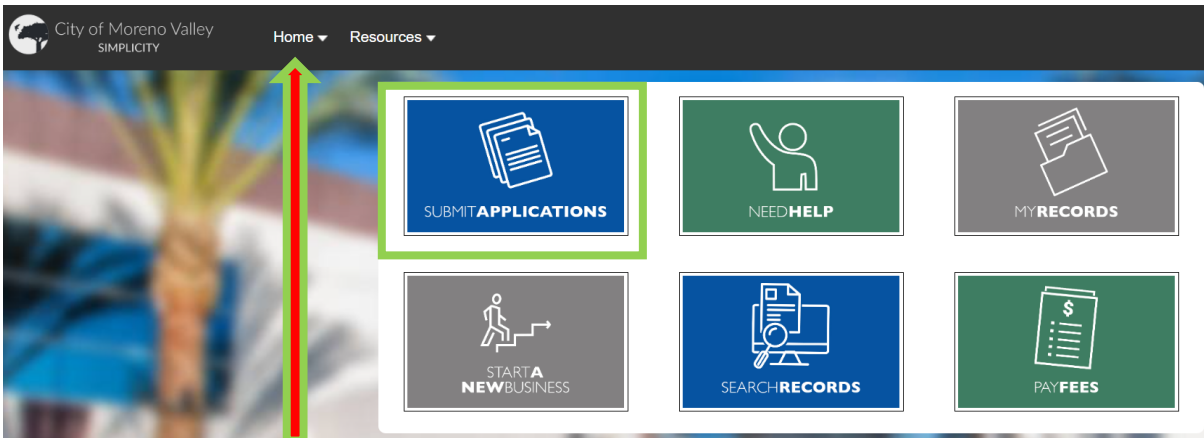 City of Moreno Valley
SIMPLICITY
Home Resources
SUBMITAPPLICATIONS
NEEDHELP
MYRECORDS
$
STARTA
NEWBUSINESS
SEARCHRECORDS
PAYFEES